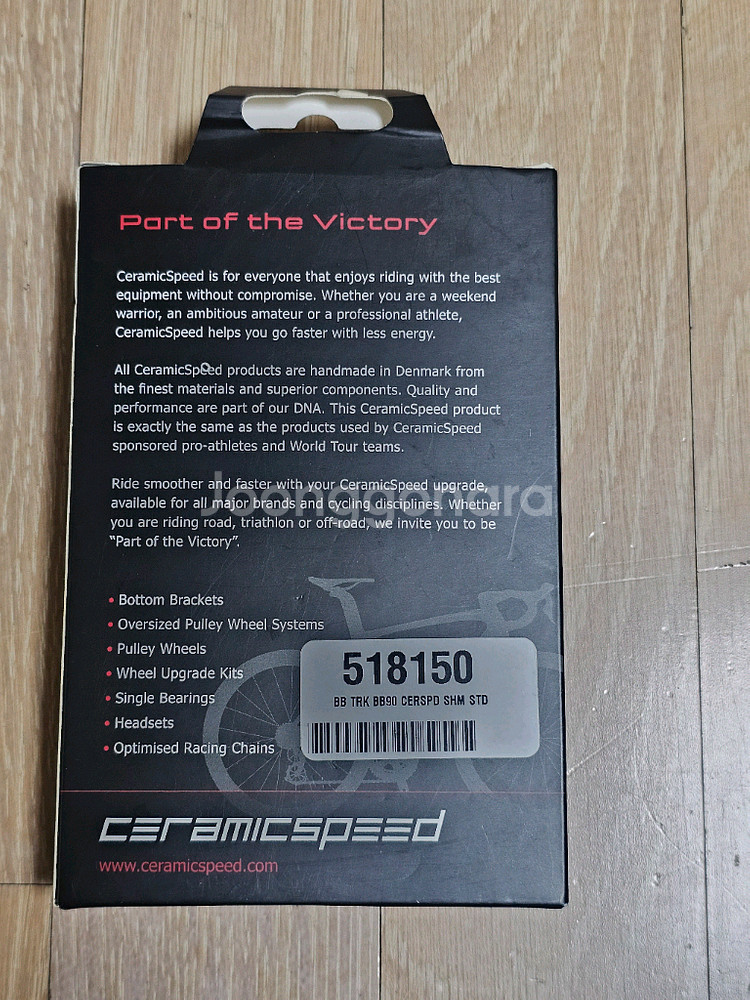 Part of the Victory
CeramicSpeed is for everyone that enjoys riding with the best
equipment without compromise. Whether you are a weekend
warrior, an ambitious amateur or a professional athlete,
CeramicSpeed helps you go faster with less energy.
All CeramicSpeed products are handmade in Denmark from
the finest materials and superior components. Quality and
performance are part of our DNA. This CeramicSpeed product
is exactly the same as the products used by CeramicSpeed
sponsored pro-athletes and World Tour teams.
Ride smoother and faster with your CeramicSpeed upgrade,
available for all major brands and cycling disciplines. Whether
you are riding road, triathlon or off-road, we invite you to be
“Part of the Victory”.
Joonggonara
• Bottom Brackets
• Oversized Pulley Wheel Systems
• Pulley Wheels
• Wheel Upgrade Kits
• Single Bearings
• Headsets
• Optimised Racing Chains
518150
BB TRK BB90 CERSPD SHM STD
ceramicspeed
www.ceramicspeed.com